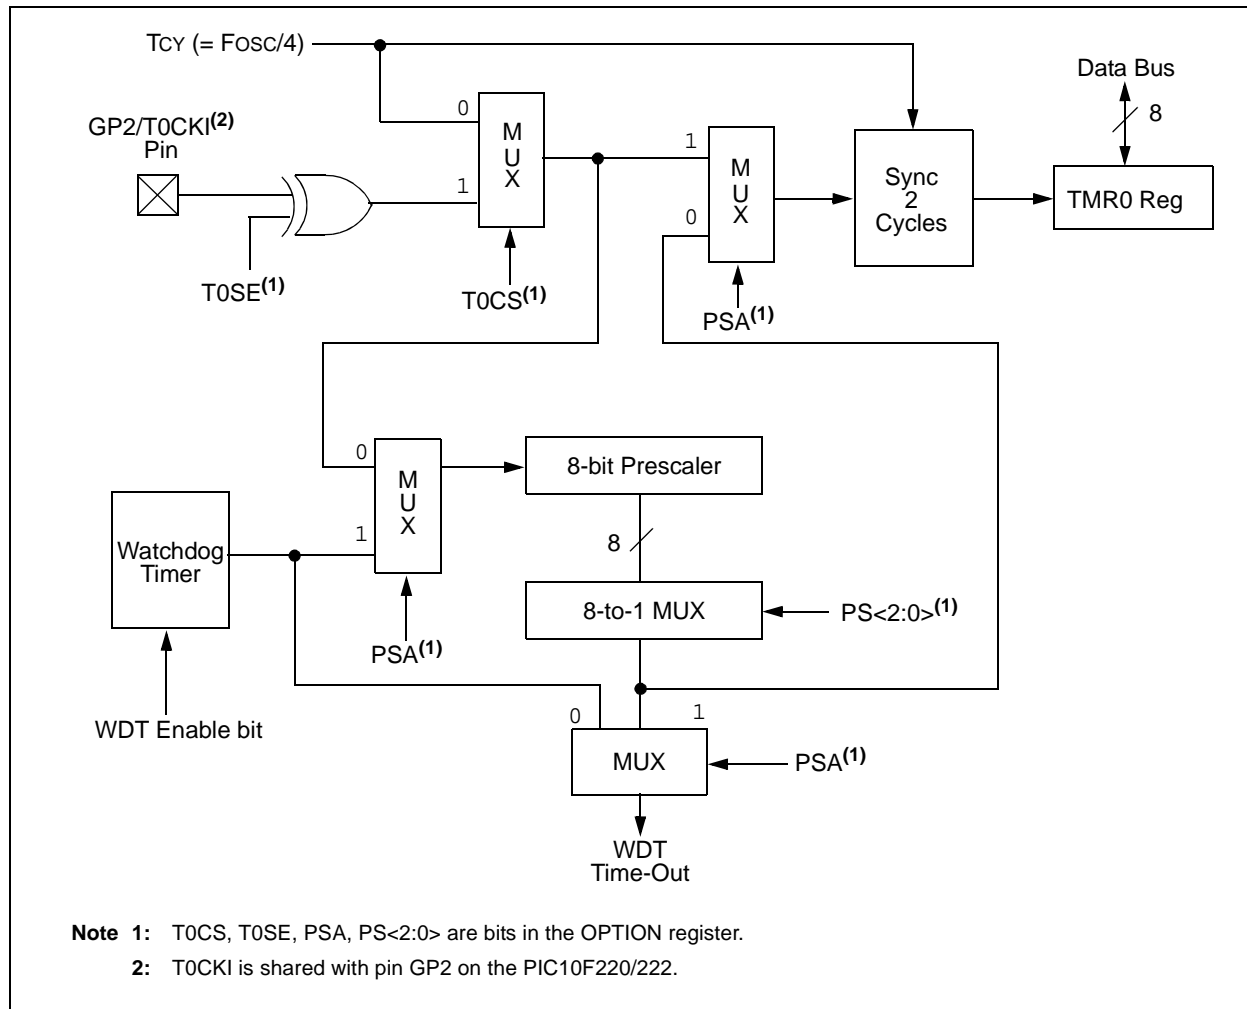 TCY (= FOSC/4)
Data Bus
8
GP2/T0CKI(2)
Pin
0
1
M
U
X
T0SE(1)
T0CS(1)
1
0
M
U
X
PSA(1)
Sync
2
Cycles
TMR0 Reg
0
1
M
U
X
8-bit Prescaler
8
Watchdog
Timer
8-to-1 MUX
PS<2:0>(1)
PSA(1)
WDT Enable bit
0
1
MUX
PSA(1)
WDT
Time-Out
Note 1: T0CS, T0SE, PSA, PS<2:0> are bits in the OPTION register.
2: T0CKI is shared with pin GP2 on the PIC10F220/222.